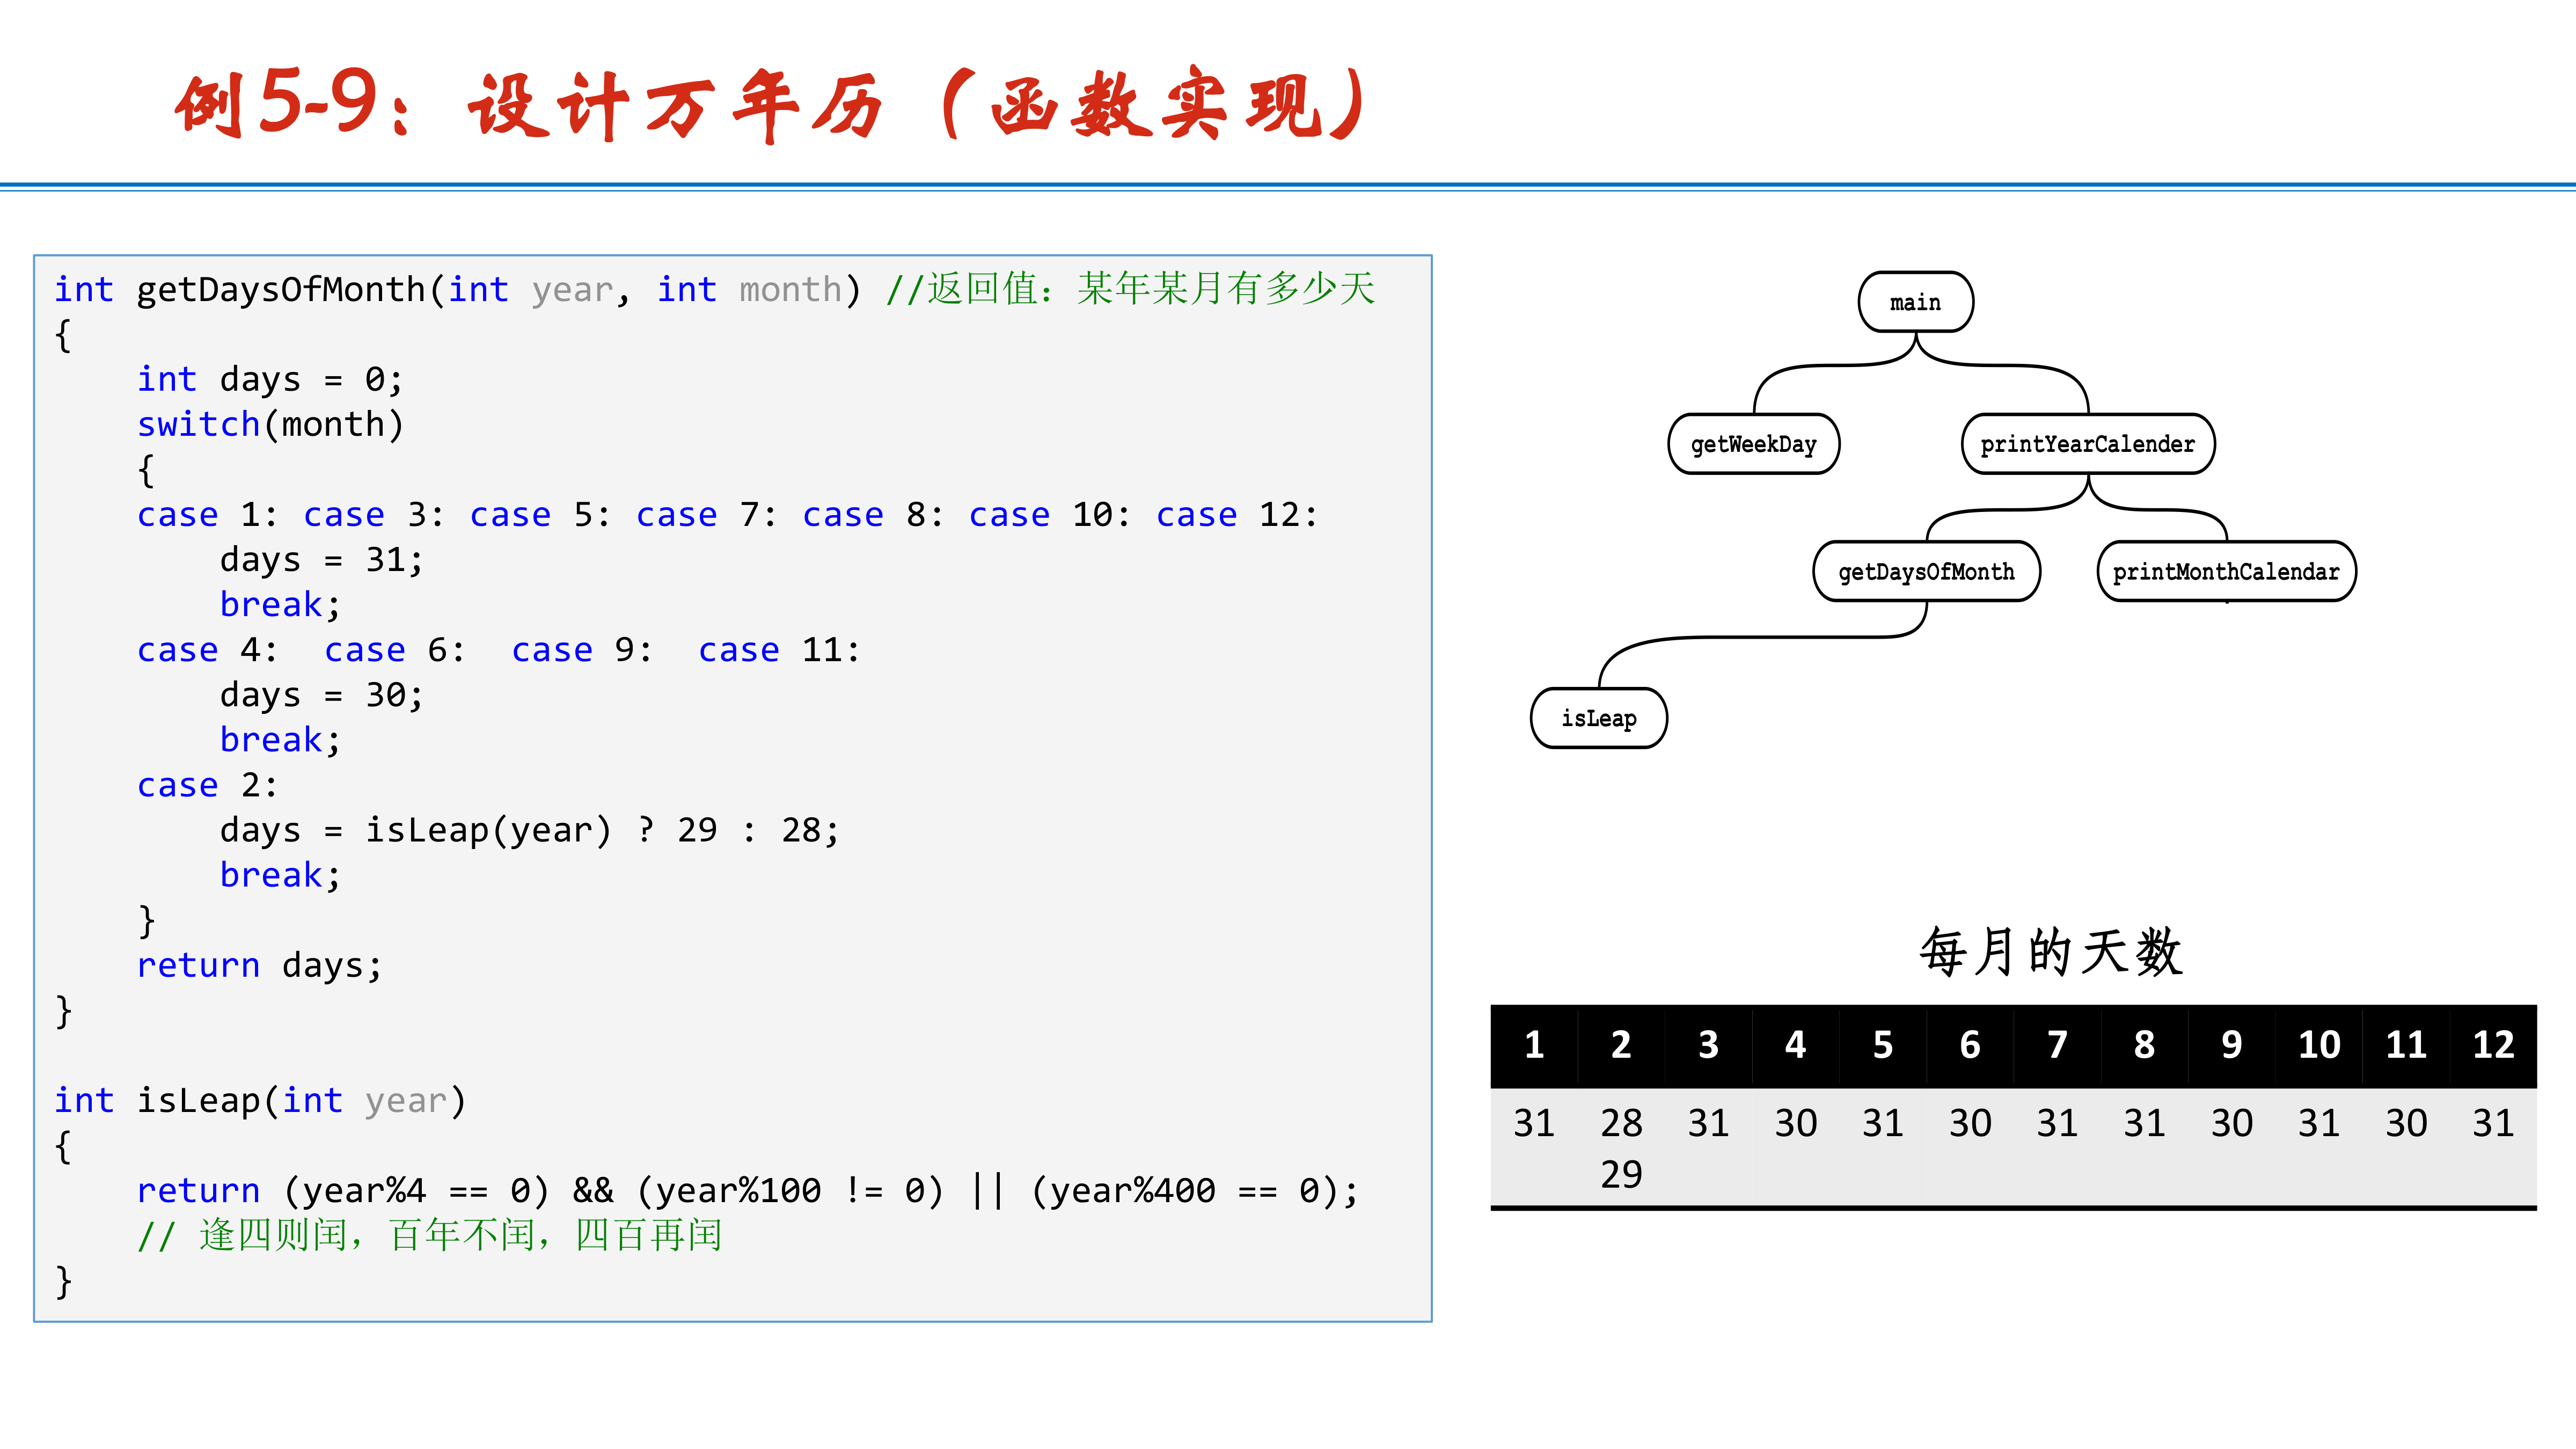 例5-9：设计万年历（函数实现）
int getDaysOfMonth(int year, int month) //返回值：某年某月有多少天
{
    int days = 0;
    switch(month)
    {
    case 1: case 3: case 5: case 7: case 8: case 10: case 12:
        days = 31;
        break;
    case 4:  case 6:  case 9:  case 11:
        days = 30;
        break;
    case 2:
        days = isLeap(year) ? 29 : 28;
        break;
    }
    return days;
}
int isLeap(int year)
{
    return (year%4 == 0) && (year%100 != 0) || (year%400 == 0);
    // 逢四则闰，百年不闰，四百再闰
}
main
getWeekDay printYearCalender
getDaysOfMonth printMonthCalendar
isLeap
每月的天数
1 2 3 4 5 6 7 8 9 10 11 12
31 28 31 30 31 30 31 31 30 31 30 31
29